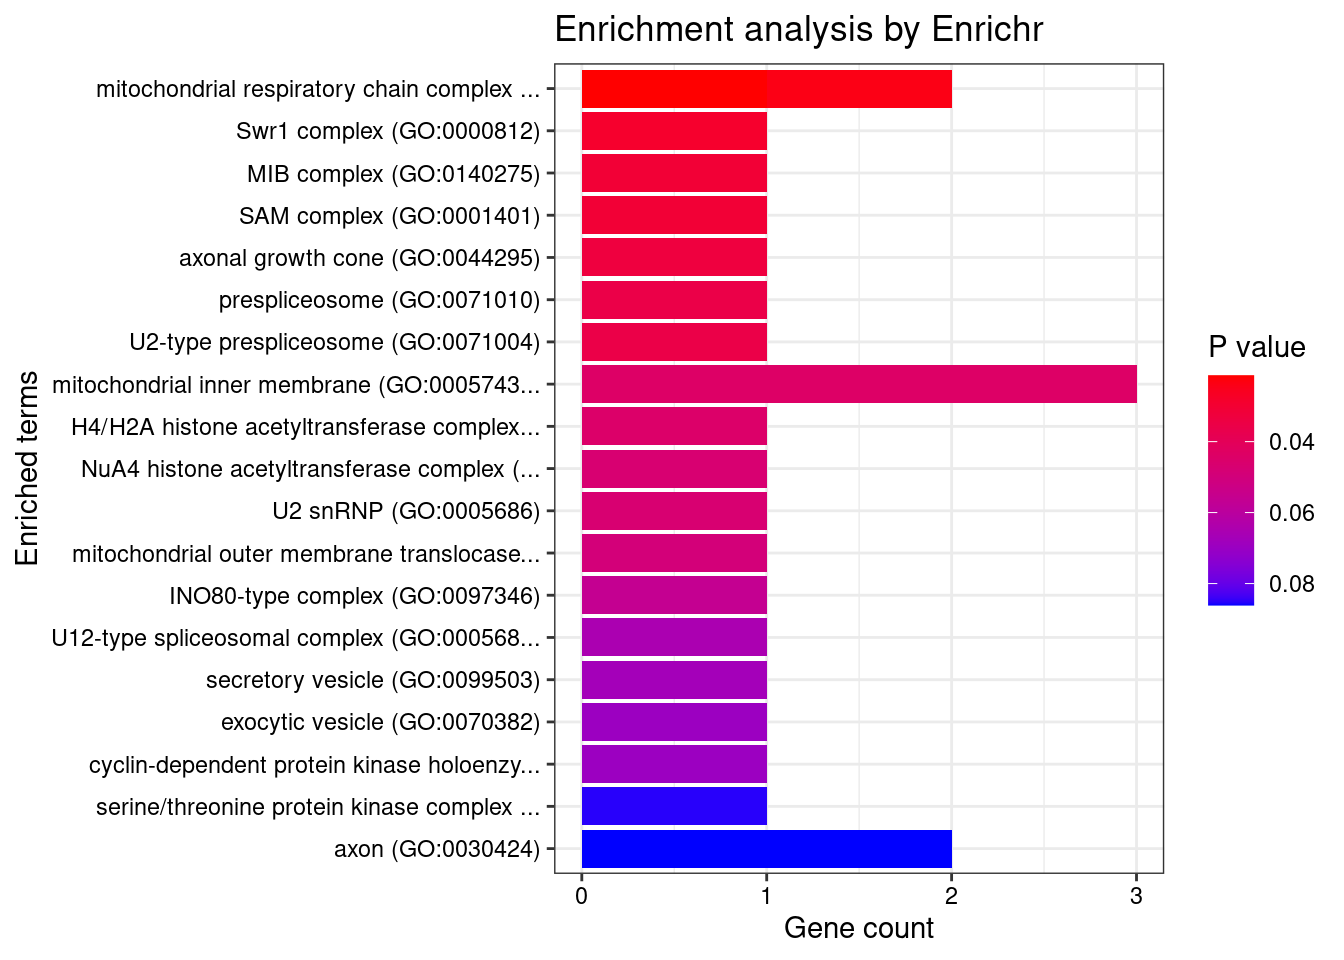 Enrichment analysis by Enrichr
mitochondrial respiratory chain complex ...
Swr1 complex (GO:0000812)
MIB complex (GO:0140275)
SAM complex (GO:0001401)
axonal growth cone (GO:0044295)
prespliceosome (GO:0071010)
U2-type prespliceosome (GO:0071004)
mitochondrial inner membrane (GO:0005743...
H4/H2A histone acetyltransferase complex...
NuA4 histone acetyltransferase complex (...
U2 snRNP (GO:0005686)
mitochondrial outer membrane translocase...
INO80-type complex (GO:0097346)
U12-type spliceosomal complex (GO:000568...
secretory vesicle (GO:0099503)
exocytic vesicle (GO:0070382)
cyclin-dependent protein kinase holoenzy...
serine/threonine protein kinase complex ...
axon (GO:0030424)
Enriched terms
0 1 2 3
Gene count
P value
0.04
0.06
0.08